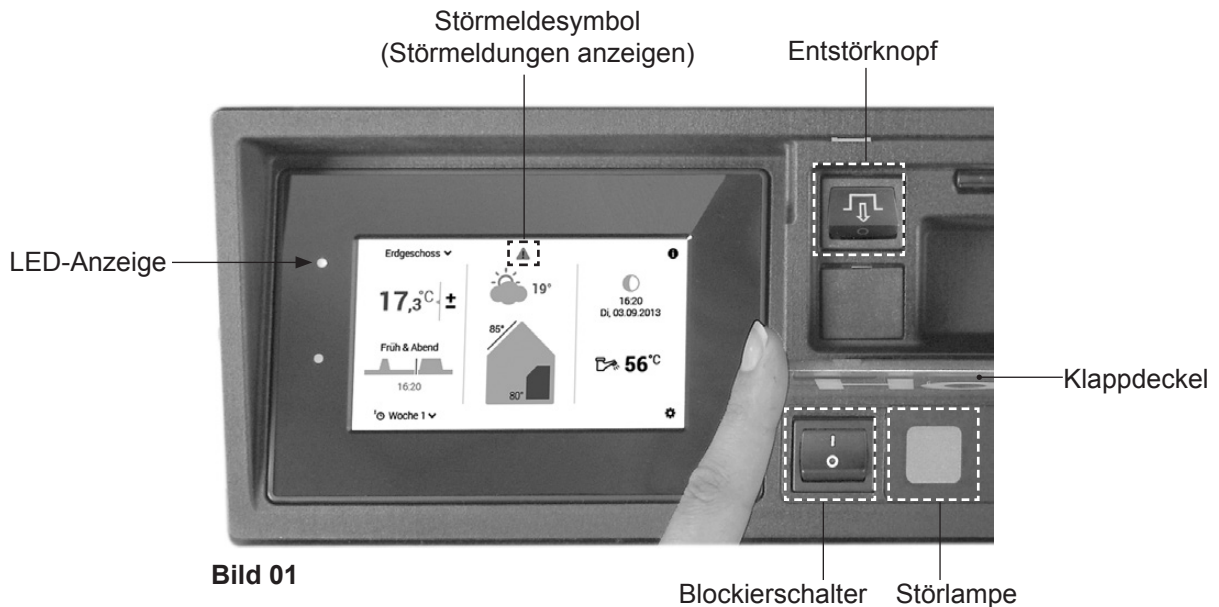 Störmeldesymbol
(Störmeldungen anzeigen)
Entstörknopf
LED-Anzeige
Erdgeschoss
17,3°C ±
19°
16:20
Di, 03.09.2013
85°
Früh & Abend
16:20
80°
56°C
Woche 1
Klappdeckel
Bild 01
Blockierschalter
Störlampe